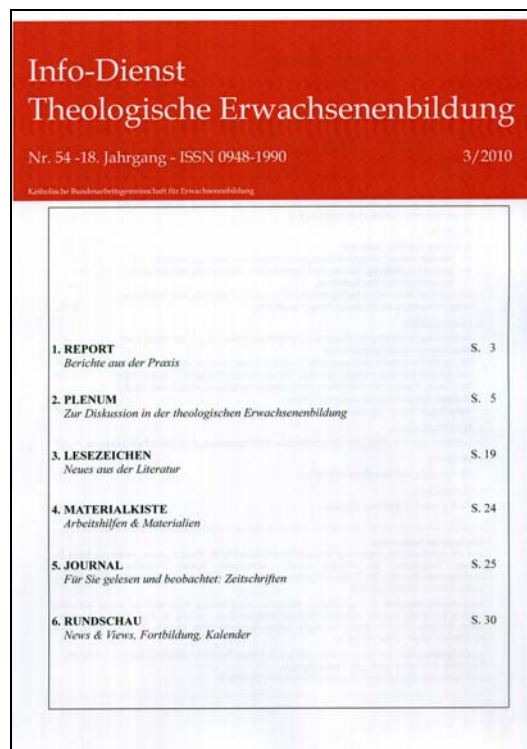 Info-Dienst
Theologische Erwachsenenbildung
Nr. 54 -18. Jahrgang - ISSN 0948-1990 3/2010
Katholische Bundesarbeitsgemeinschaft für Erwachsenenbildung
1. REPORT S. 3
Berichte aus der Praxis
2. PLENUM S. 5
Zur Diskussion in der theologischen Erwachsenenbildung
3. LESEZEICHEN S. 19
Neues aus der Literatur
4. MATERIALKISTE S. 24
Arbeitshilfen & Materialien
5. JOURNAL S. 25
Für Sie gelesen und beobachtet: Zeitschriften
6. RUNDSCHAU S. 30
News & Views, Fortbildung, Kalender